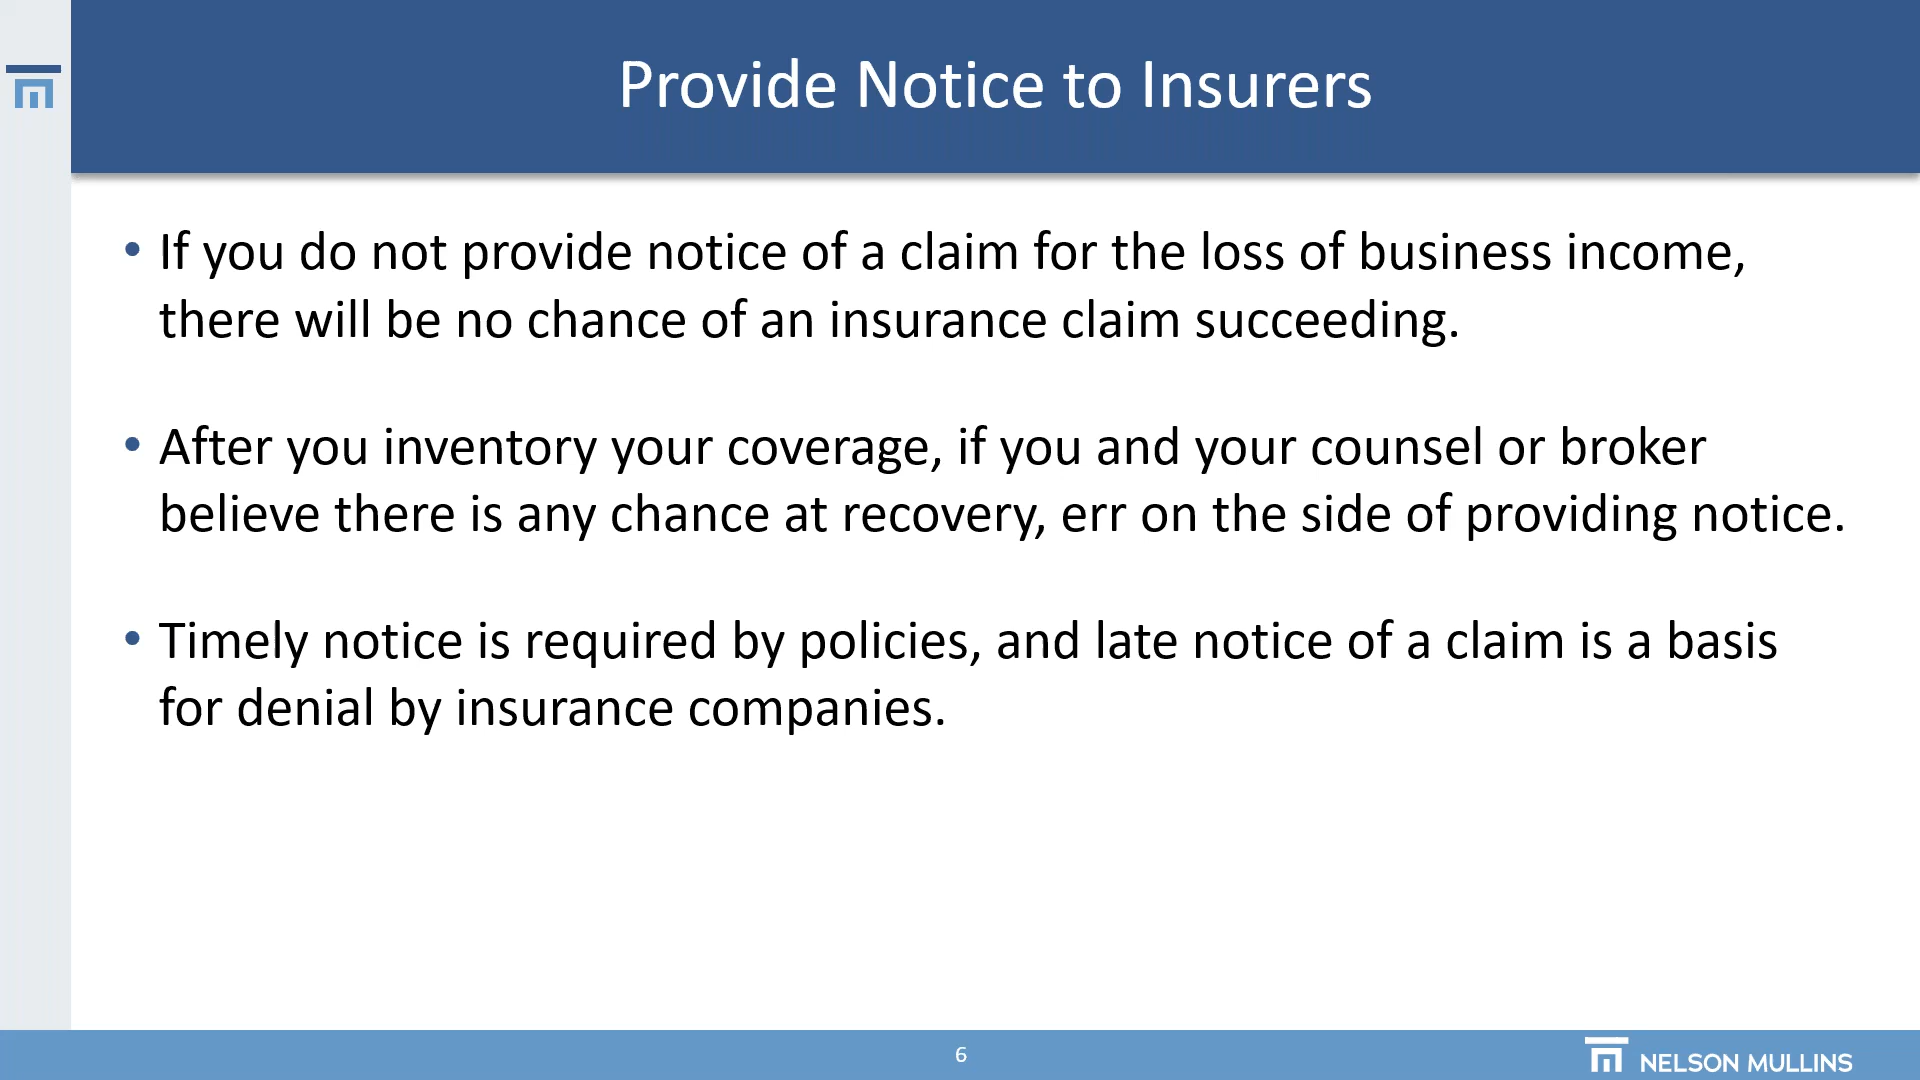 Provide Notice to Insurers
• If you do not provide notice of a claim for the loss of business income,
there will be no chance of an insurance claim succeeding.
• After you inventory your coverage, if you and your counsel or broker
believe there is any chance at recovery, err on the side of providing notice.
• Timely notice is required by policies, and late notice of a claim is a basis
for denial by insurance companies.
6
NELSON MULLINS